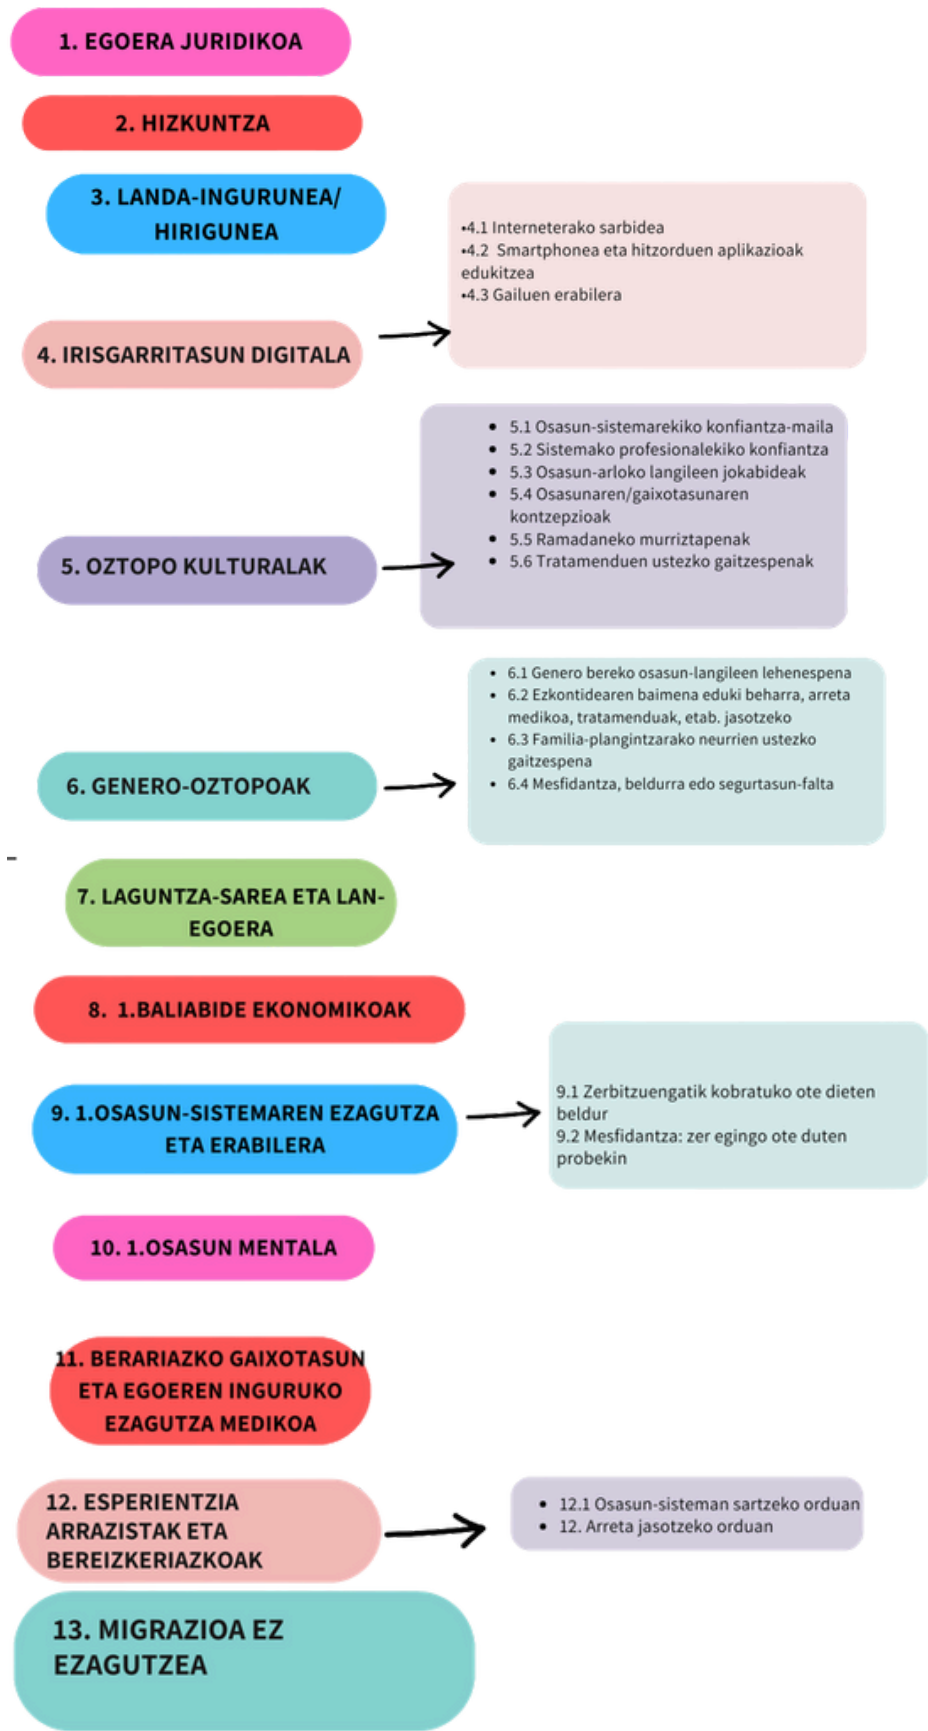 1. EGOERA JURIDIKOA
2. HIZKUNTZA
3. LANDA-INGURUNEA/
HIRIGUNEA
4. IRISGARRITASUN DIGITALA
•4.1 Interneterako sarbidea
•4.2 Smartphonea eta hitzorduen aplikazioak
edukitzea
•4.3 Gailuen erabilera
5. OZTOPO KULTURALAK
• 5.1 Osasun-sistemarekiko konfiantza-maila
• 5.2 Sistemako profesionalekiko konfiantza
• 5.3 Osasun-arloko langileen jokabideak
• 5.4 Osasunaren/gaixotasunaren
kontzepzioak
• 5.5 Ramadaneko murriztapenak
• 5.6 Tratamenduen ustezko gaitzespenak
6. GENERO-OZTOPOAK
• 6.1 Genero bereko osasun-langileen lehenespena
• 6.2 Ezkontidearen baimena eduki beharra, arreta
medikoa, tratamenduak, etab. jasotzeko
• 6.3 Familia-plangintzarako neurrien ustezko
gaitzespena
• 6.4 Mesfidantza, beldurra edo segurtasun-falta
7. LAGUNTZA-SAREA ETA LAN-
EGOERA
8. 1.BALIABIDE EKONOMIKOAK
9. 1.OSASUN-SISTEMAREN EZAGUTZA
ETA ERABILERA
9.1 Zerbitzuengatik kobratuko ote dieten
beldur
9.2 Mesfidantza: zer egingo ote duten
probekin
10. 1.OSASUN MENTALA
11. BERARIAZKO GAIXOTASUN
ETA EGOEREN INGURUKO
EZAGUTZA MEDIKOA
12. ESPERIENTZIA
ARRAZISTAK ETA
BEREIZKERIAZKOAK
• 12.1 Osasun-sisteman sartzeko orduan
• 12. Arreta jasotzeko orduan
13. MIGRAZIOA EZ
EZAGUTZEA